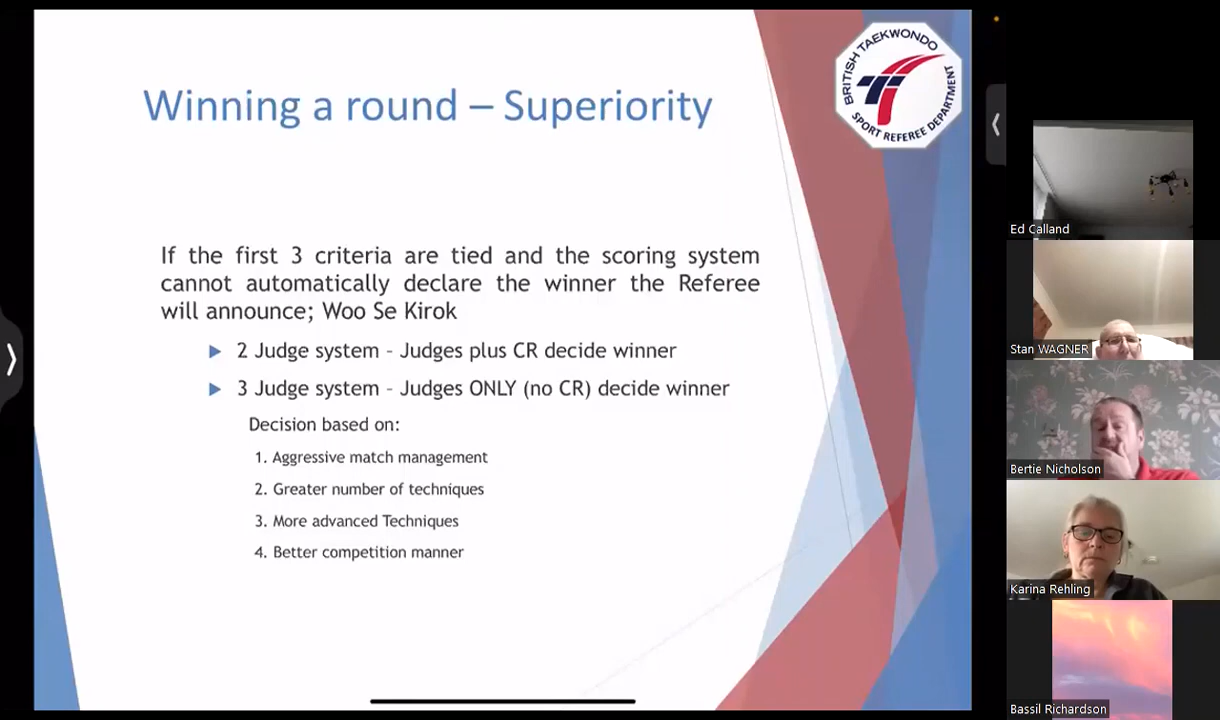 Winning a round – Superiority
BRITISH TAEKWONDO
SPORT REFEREE DEPARTMENT
If the first 3 criteria are tied and the scoring system
cannot automatically declare the winner the Referee
will announce; Woo Se Kirok
2 Judge system - Judges plus CR decide winner
3 Judge system - Judges ONLY (no CR) decide winner
Decision based on:
1. Aggressive match management
2. Greater number of techniques
3. More advanced Techniques
4. Better competition manner
Ed Calland
Stan WAGNER
Bertie Nicholson
Karina Rehling
Bassil Richardson